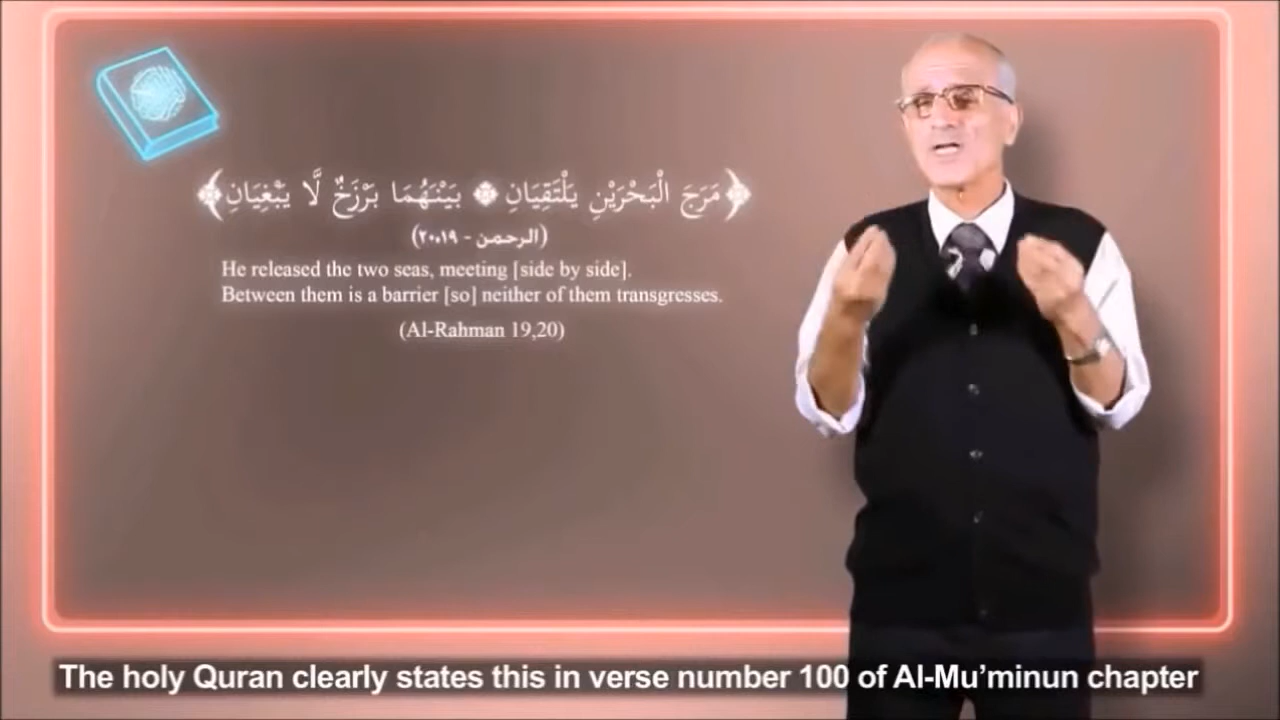 ﴿مَرَجَ الْبَحْرَيْنِ يَلْتَقِيَانِ ۞ بَيْنَهُمَا بَرْزَخٌ لَّا يَبْغِيَانِ﴾
(الرحمن - ٢٠،١٩)
He released the two seas, meeting [side by side].
Between them is a barrier [so] neither of them transgresses.
(Al-Rahman 19,20)
The holy Quran clearly states this in verse number 100 of Al-Mu’minun chapter